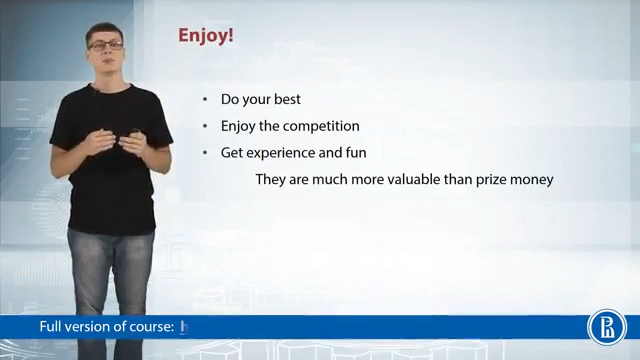 Enjoy!
• Do your best
• Enjoy the competition
• Get experience and fun
They are much more valuable than prize money
Full version of course: